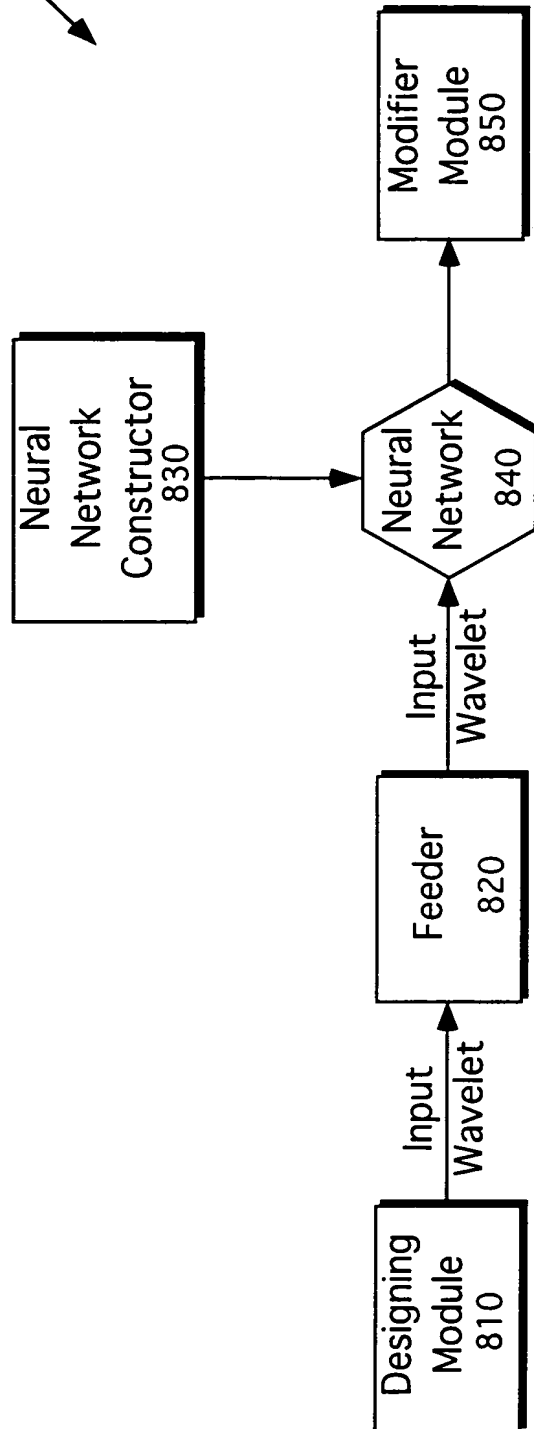 Neural
Network
Constructor
830
Designing
Module
810
Input
Wavelet
Feeder
820
Input
Wavelet
Neural
Network
840
Modifier
Module
850